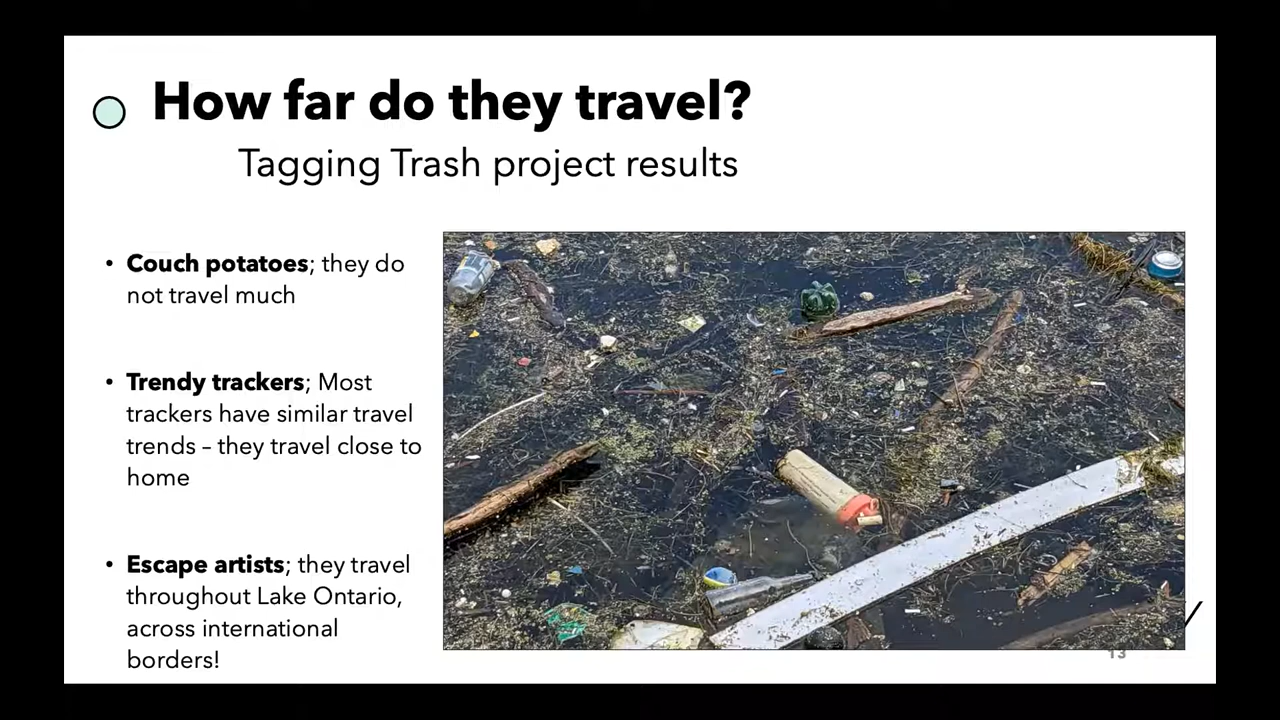 How far do they travel?
Tagging Trash project results
• Couch potatoes; they do
not travel much
• Trendy trackers; Most
trackers have similar travel
trends – they travel close to
home
• Escape artists; they travel
throughout Lake Ontario,
across international
borders!
13